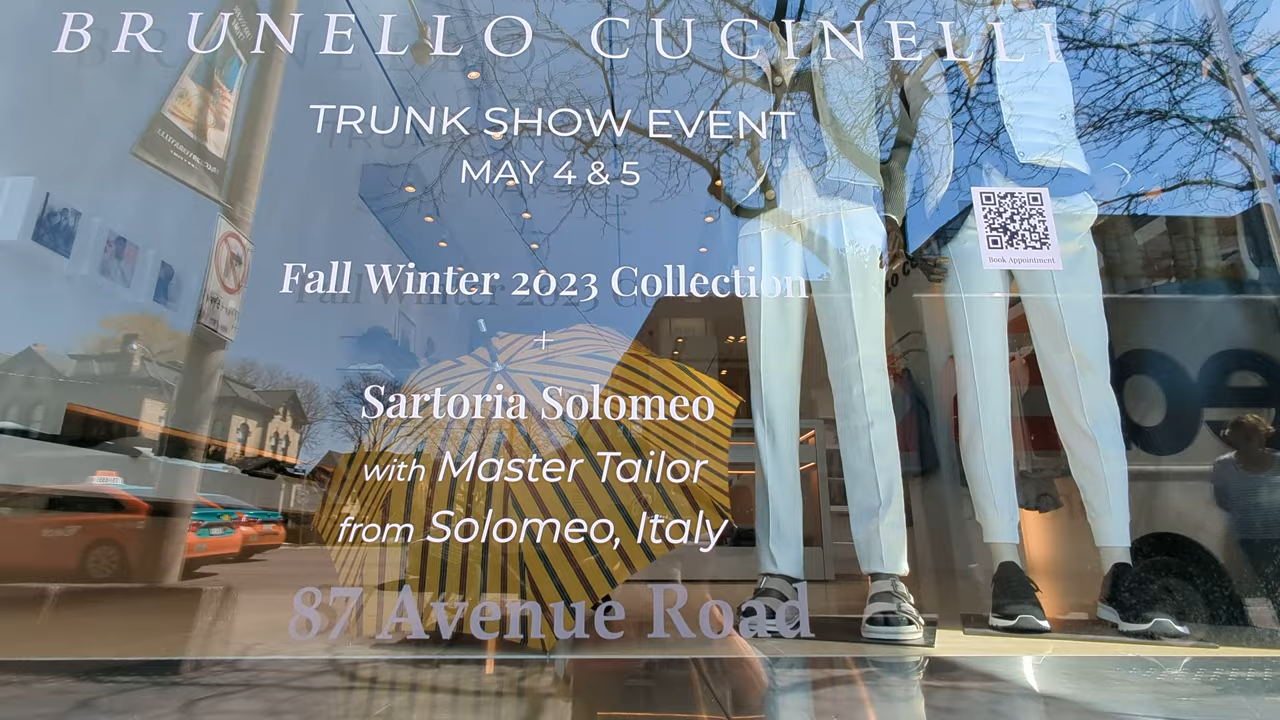 BRUNELLO CUCINELLI
TRUNK SHOW EVENT
MAY 4 & 5
Fall Winter 2023 Collection
+
Sartoria Solomeo
with Master Tailor
from Solomeo, Italy
87 Avenue Road
Book Appointment